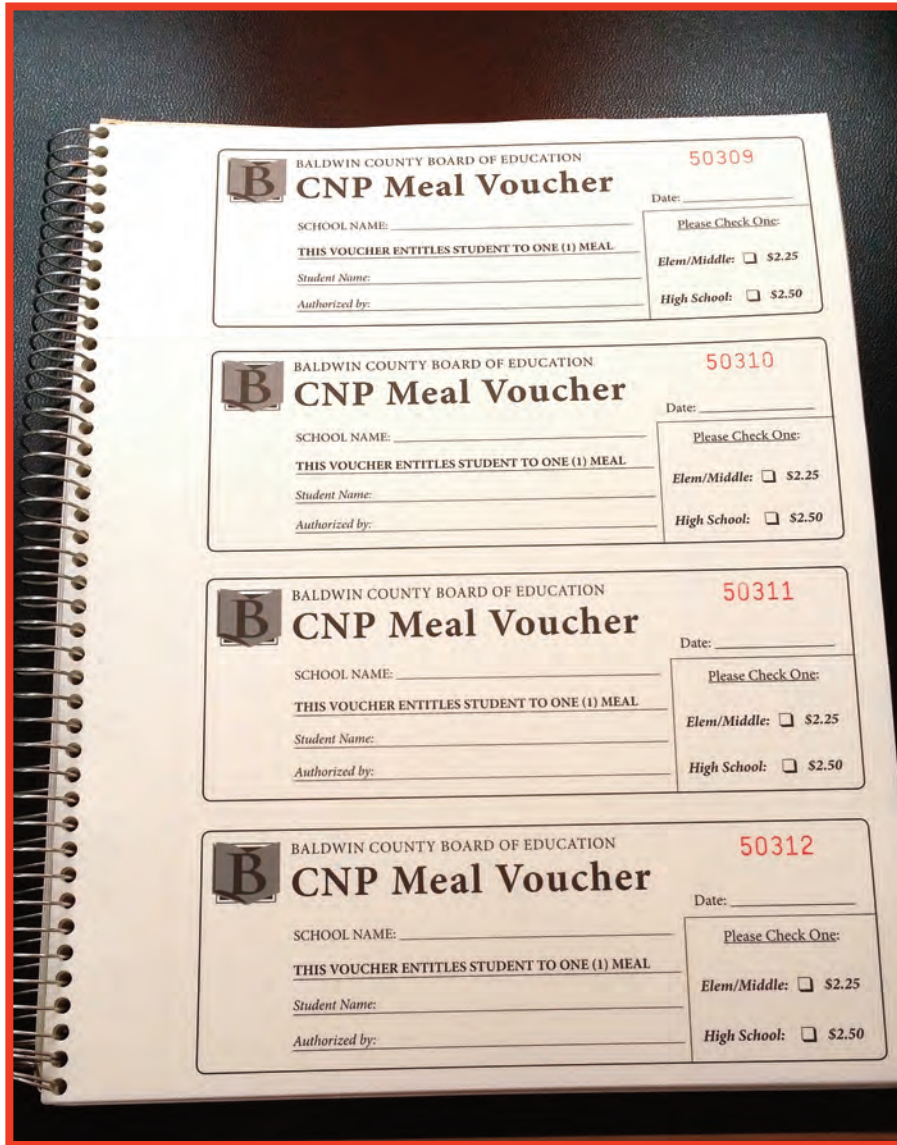 BALDWIN COUNTY BOARD OF EDUCATION
50309
B
CNP Meal Voucher
Date:
SCHOOL NAME:
Please Check One:
THIS VOUCHER ENTITLES STUDENT TO ONE (1) MEAL
Elem/Middle: $2.25
Student Name:
High School: $2.50
Authorized by:
BALDWIN COUNTY BOARD OF EDUCATION
50310
B
CNP Meal Voucher
Date:
SCHOOL NAME:
Please Check One:
THIS VOUCHER ENTITLES STUDENT TO ONE (1) MEAL
Elem/Middle: $2.25
Student Name:
High School: $2.50
Authorized by:
BALDWIN COUNTY BOARD OF EDUCATION
50311
B
CNP Meal Voucher
Date:
SCHOOL NAME:
Please Check One:
THIS VOUCHER ENTITLES STUDENT TO ONE (1) MEAL
Elem/Middle: $2.25
Student Name:
High School: $2.50
Authorized by:
BALDWIN COUNTY BOARD OF EDUCATION
50312
B
CNP Meal Voucher
Date:
SCHOOL NAME:
Please Check One:
THIS VOUCHER ENTITLES STUDENT TO ONE (1) MEAL
Elem/Middle: $2.25
Student Name:
High School: $2.50
Authorized by: